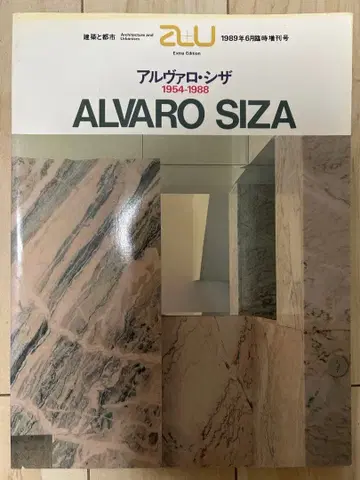 建築と都市 Architecture and Urbanism a+u 1989年6月臨時増刊号
Extra Edition
アルヴァロ・シザ
1954-1988
ALVARO SIZA